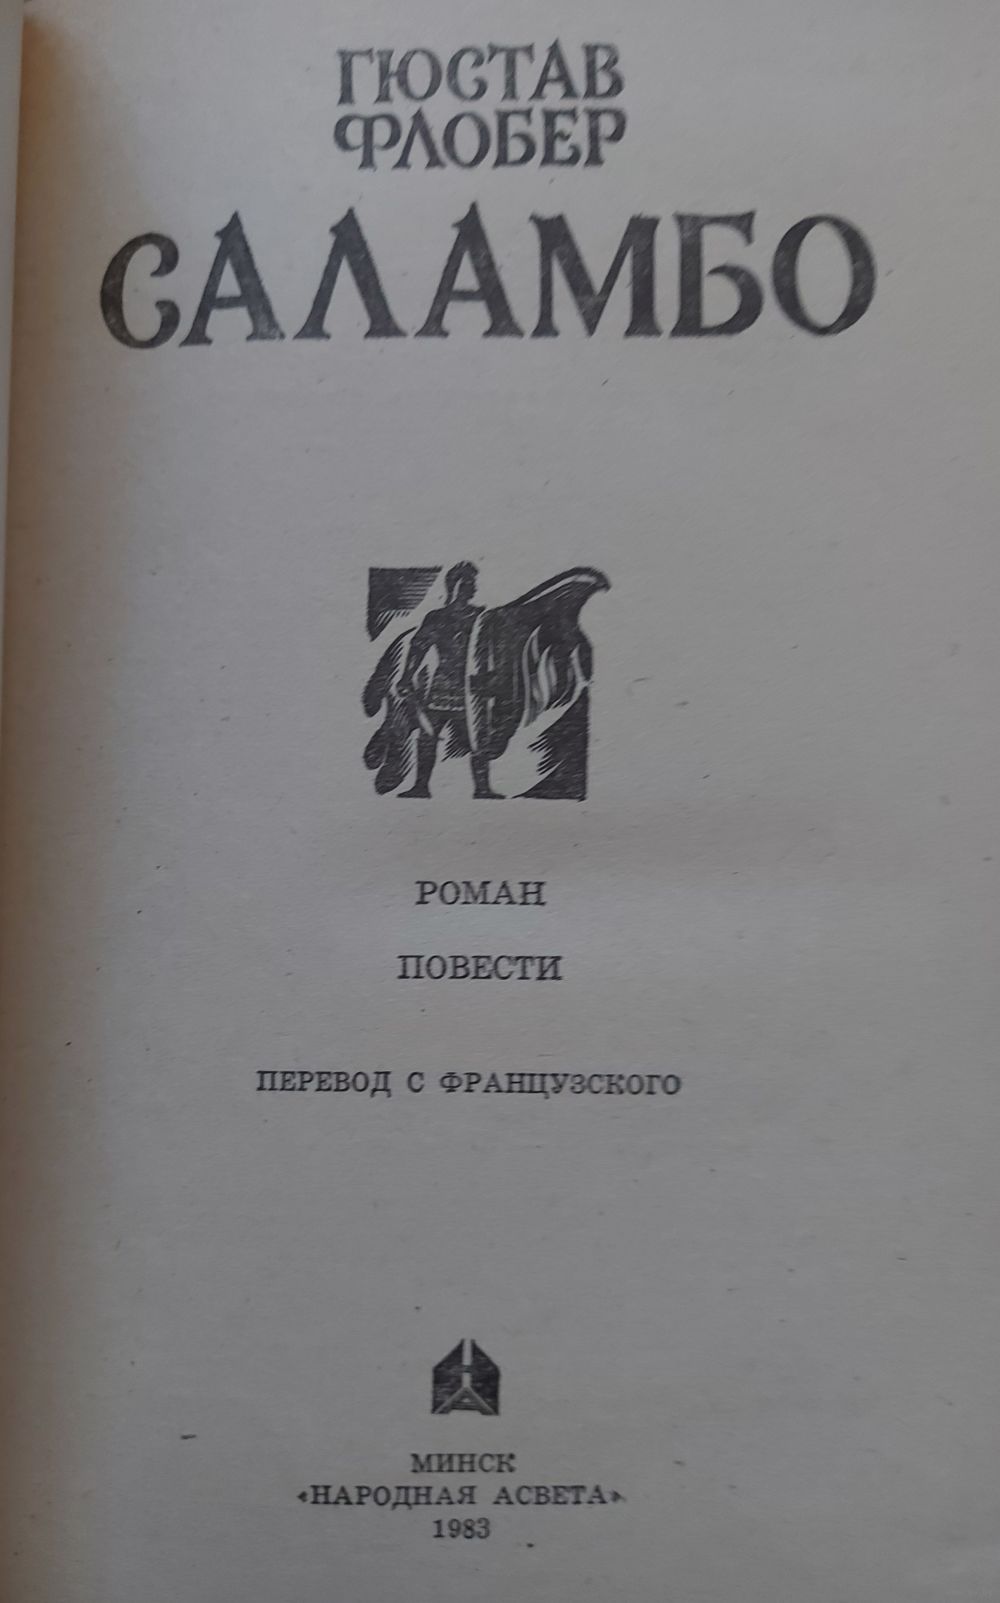 ГЮСТАВ
ФЛОБЕР
САЛАМБО
РОМАН
ПОВЕСТИ
ПЕРЕВОД С ФРАНЦУЗСКОГО
МИНСК
«НАРОДНАЯ АСВЕТА»
1983